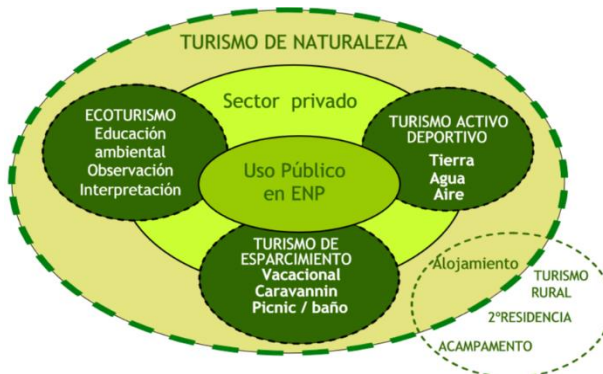 TURISMO DE NATURALEZA
Sector privado
ECOTURISMO
Educación
ambiental
Observación
Interpretación
TURISMO ACTIVO
DEPORTIVO
Tierra
Agua
Aire
Uso Público
en ENP
TURISMO DE
ESPARCIMIENTO
Vacacional
Caravannin
Picnic / baño
Alojamiento
TURISMO
RURAL
2ºRESIDENCIA
ACAMPAMENTO